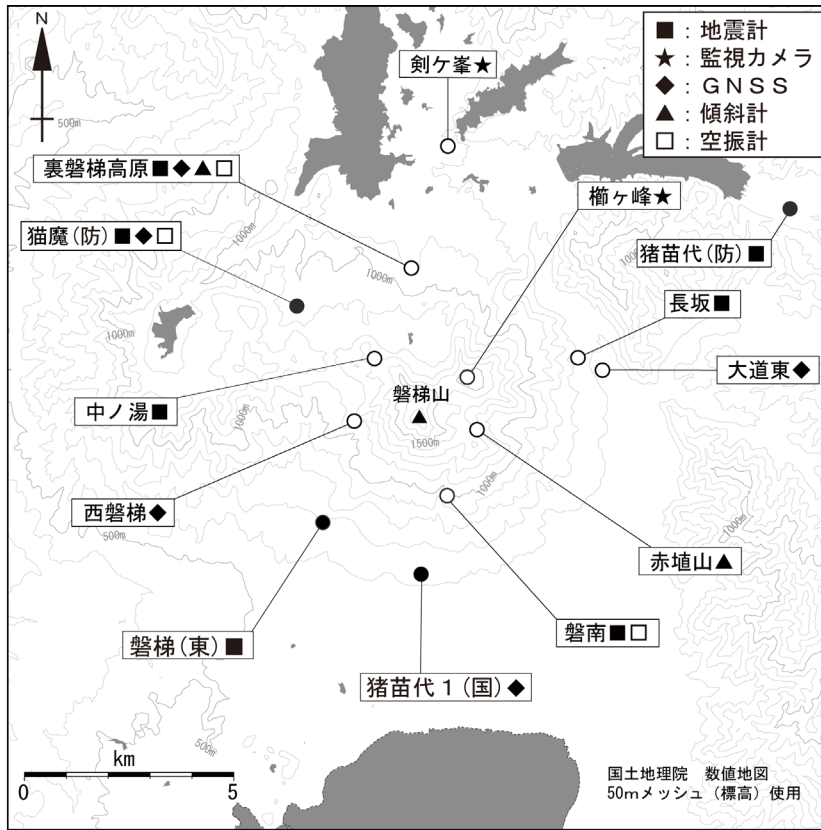 N
■：地震計
★：監視カメラ
◆：ＧＮＳＳ
▲：傾斜計
□：空振計
剣ケ峯★
500m
裏磐梯高原■◆▲□
櫛ヶ峰★
猫魔(防)■◆□
1000m
猪苗代(防)■
1000m
1000m
長坂■
1000m
大道東◆
磐梯山
中ノ湯■
1000m
1500m
1000m
西磐梯◆
500m
1000m
赤埴山▲
磐梯(東)■
磐南■□
猪苗代１(国)◆
500m
km
0
5
国土地理院　数値地図
50mメッシュ（標高）使用